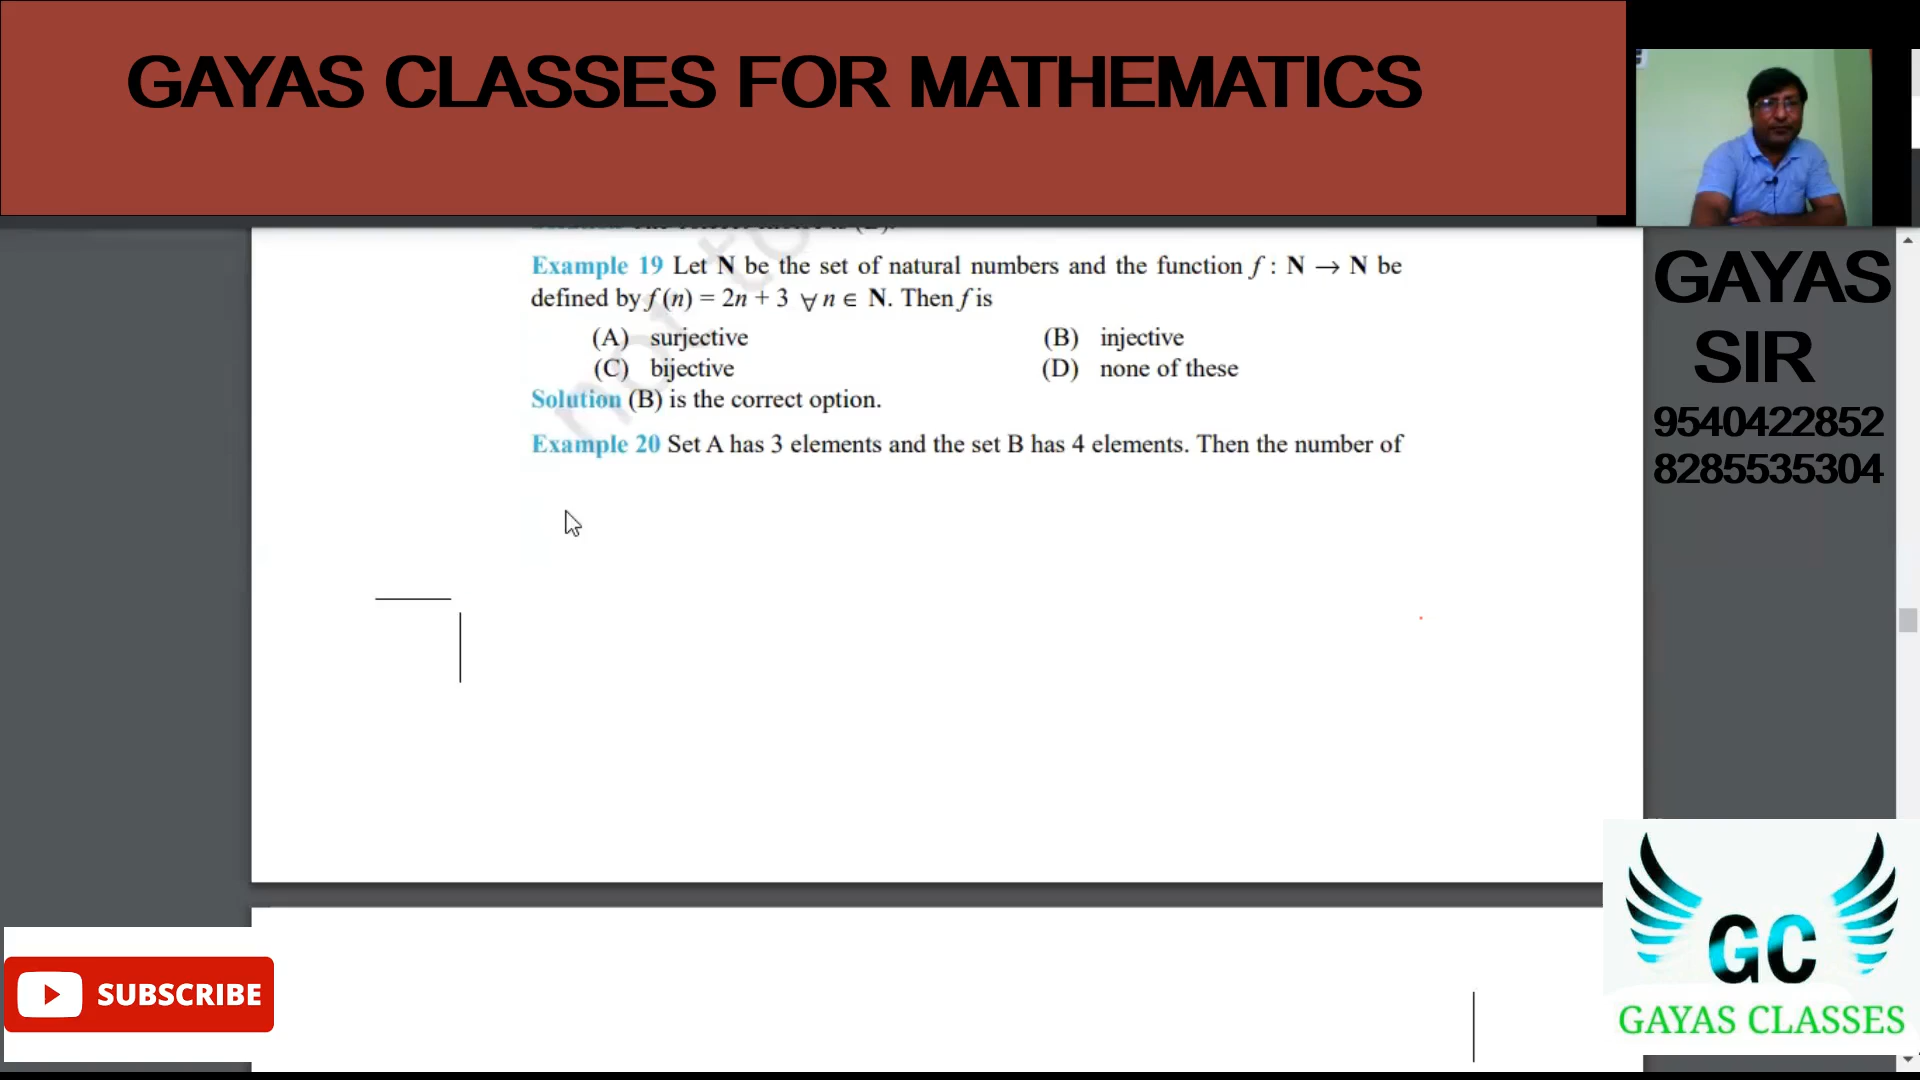 GAYAS CLASSES FOR MATHEMATICS
Example 19 Let N be the set of natural numbers and the function f : N → N be
defined by f (n) = 2n + 3 ∀ n ∈ N. Then f is
(A) surjective (B) injective
(C) bijective (D) none of these
Solution (B) is the correct option.
Example 20 Set A has 3 elements and the set B has 4 elements. Then the number of
GAYAS
SIR
9540422852
8285535304
SUBSCRIBE
GC
GAYAS CLASSES